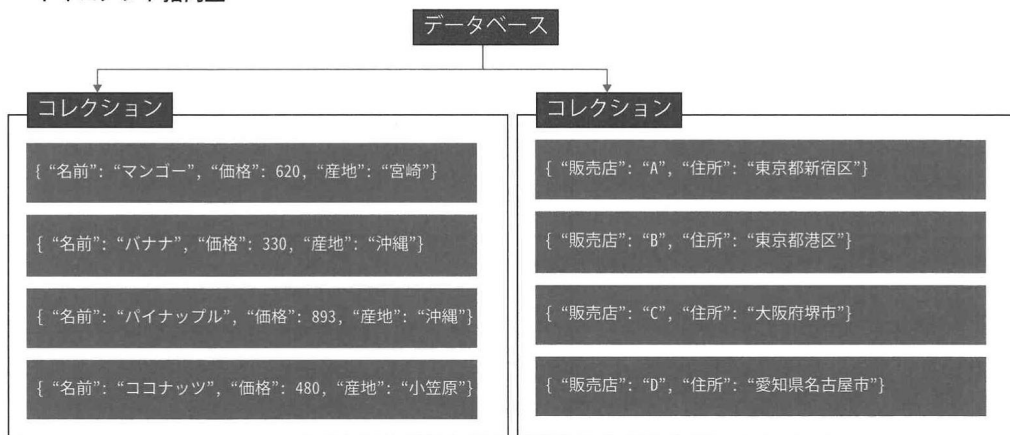 データベース
コレクション
{ “名前”: “マンゴー”, “価格”: 620, “産地”: “宮崎”}
{ “名前”: “バナナ”, “価格”: 330, “産地”: “沖縄”}
{ “名前”: “パイナップル”, “価格”: 893, “産地”: “沖縄”}
{ “名前”: “ココナッツ”, “価格”: 480, “産地”: “小笠原”}
コレクション
{ “販売店”: “A”, “住所”: “東京都新宿区”}
{ “販売店”: “B”, “住所”: “東京都港区”}
{ “販売店”: “C”, “住所”: “大阪府堺市”}
{ “販売店”: “D”, “住所”: “愛知県名古屋市”}